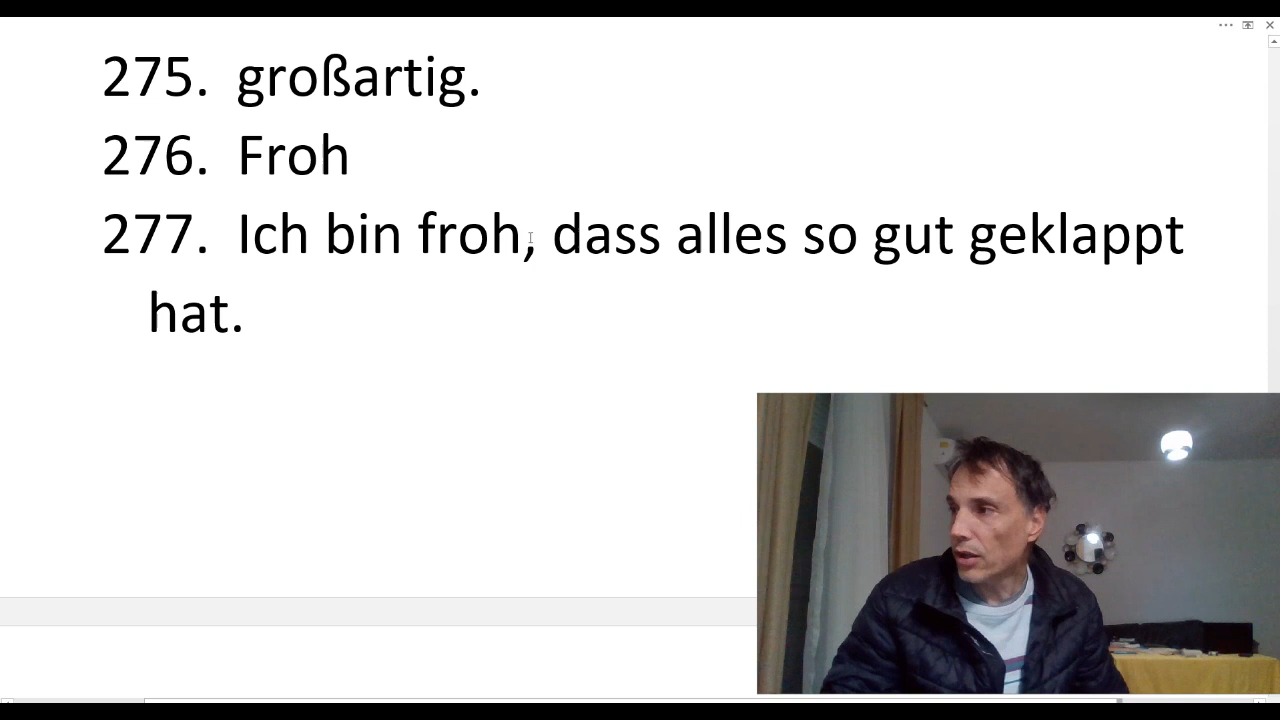 275. großartig.
276. Froh
277. Ich bin froh, dass alles so gut geklappt
hat.